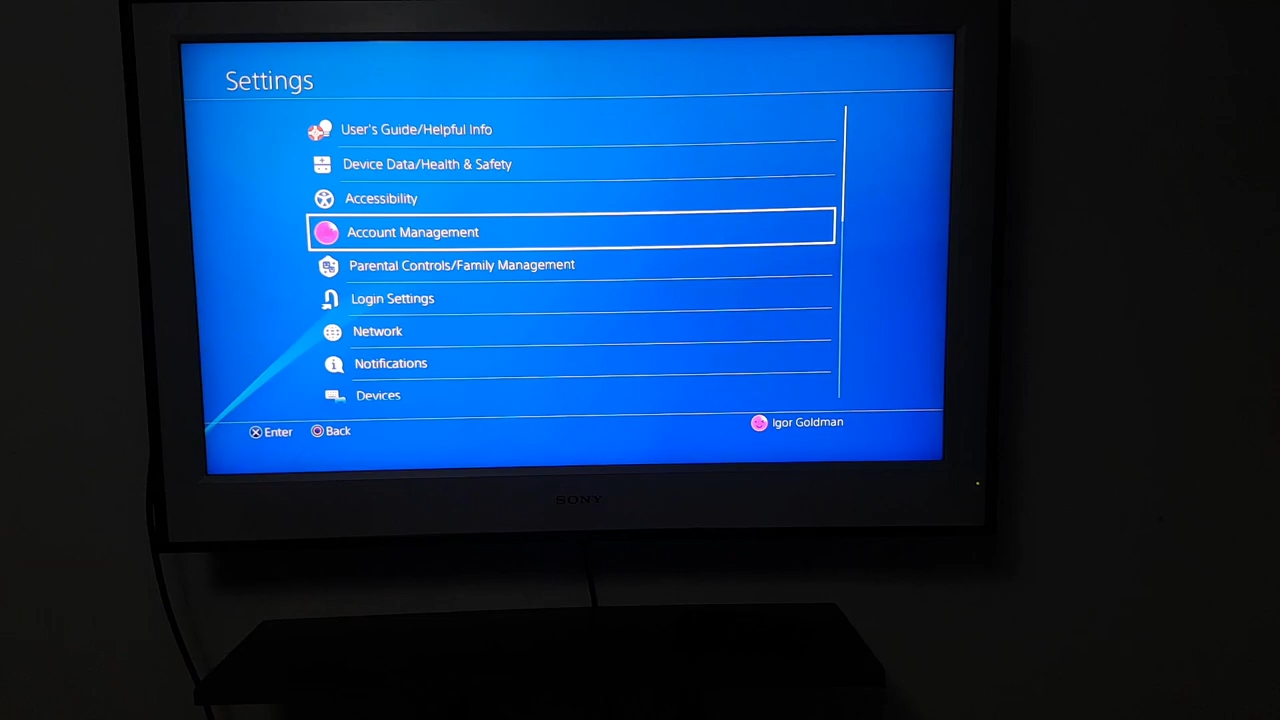 Settings
User's Guide/Helpful Info
Device Data/Health & Safety
Accessibility
Account Management
Parental Controls/Family Management
Login Settings
Network
Notifications
Devices
Enter Back
Igor Goldman
SONY